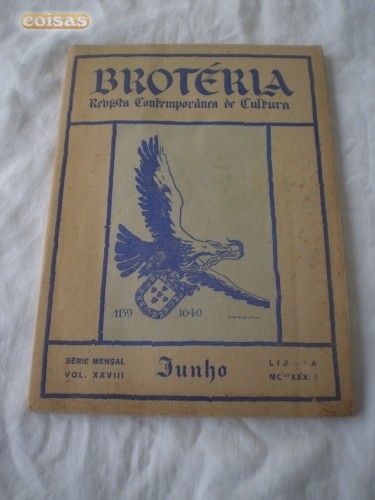 coisas
BROTÉRIA
Revista Contemporânea de Cultura
1139 1640
SÉRIE MENSAL
VOL. XXVIII
Junho